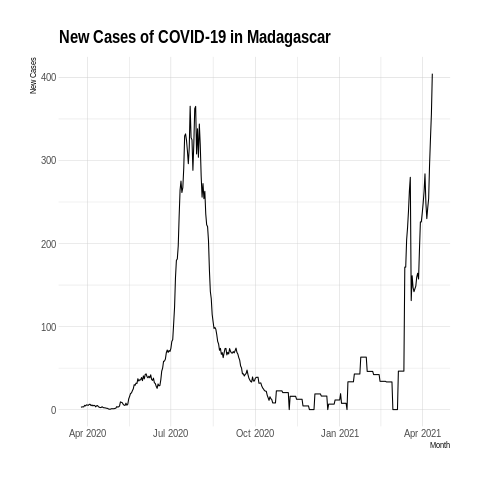 New Cases of COVID-19 in Madagascar
New Cases
400
300
200
100
0
Apr 2020 Jul 2020 Oct 2020 Jan 2021 Apr 2021
Month